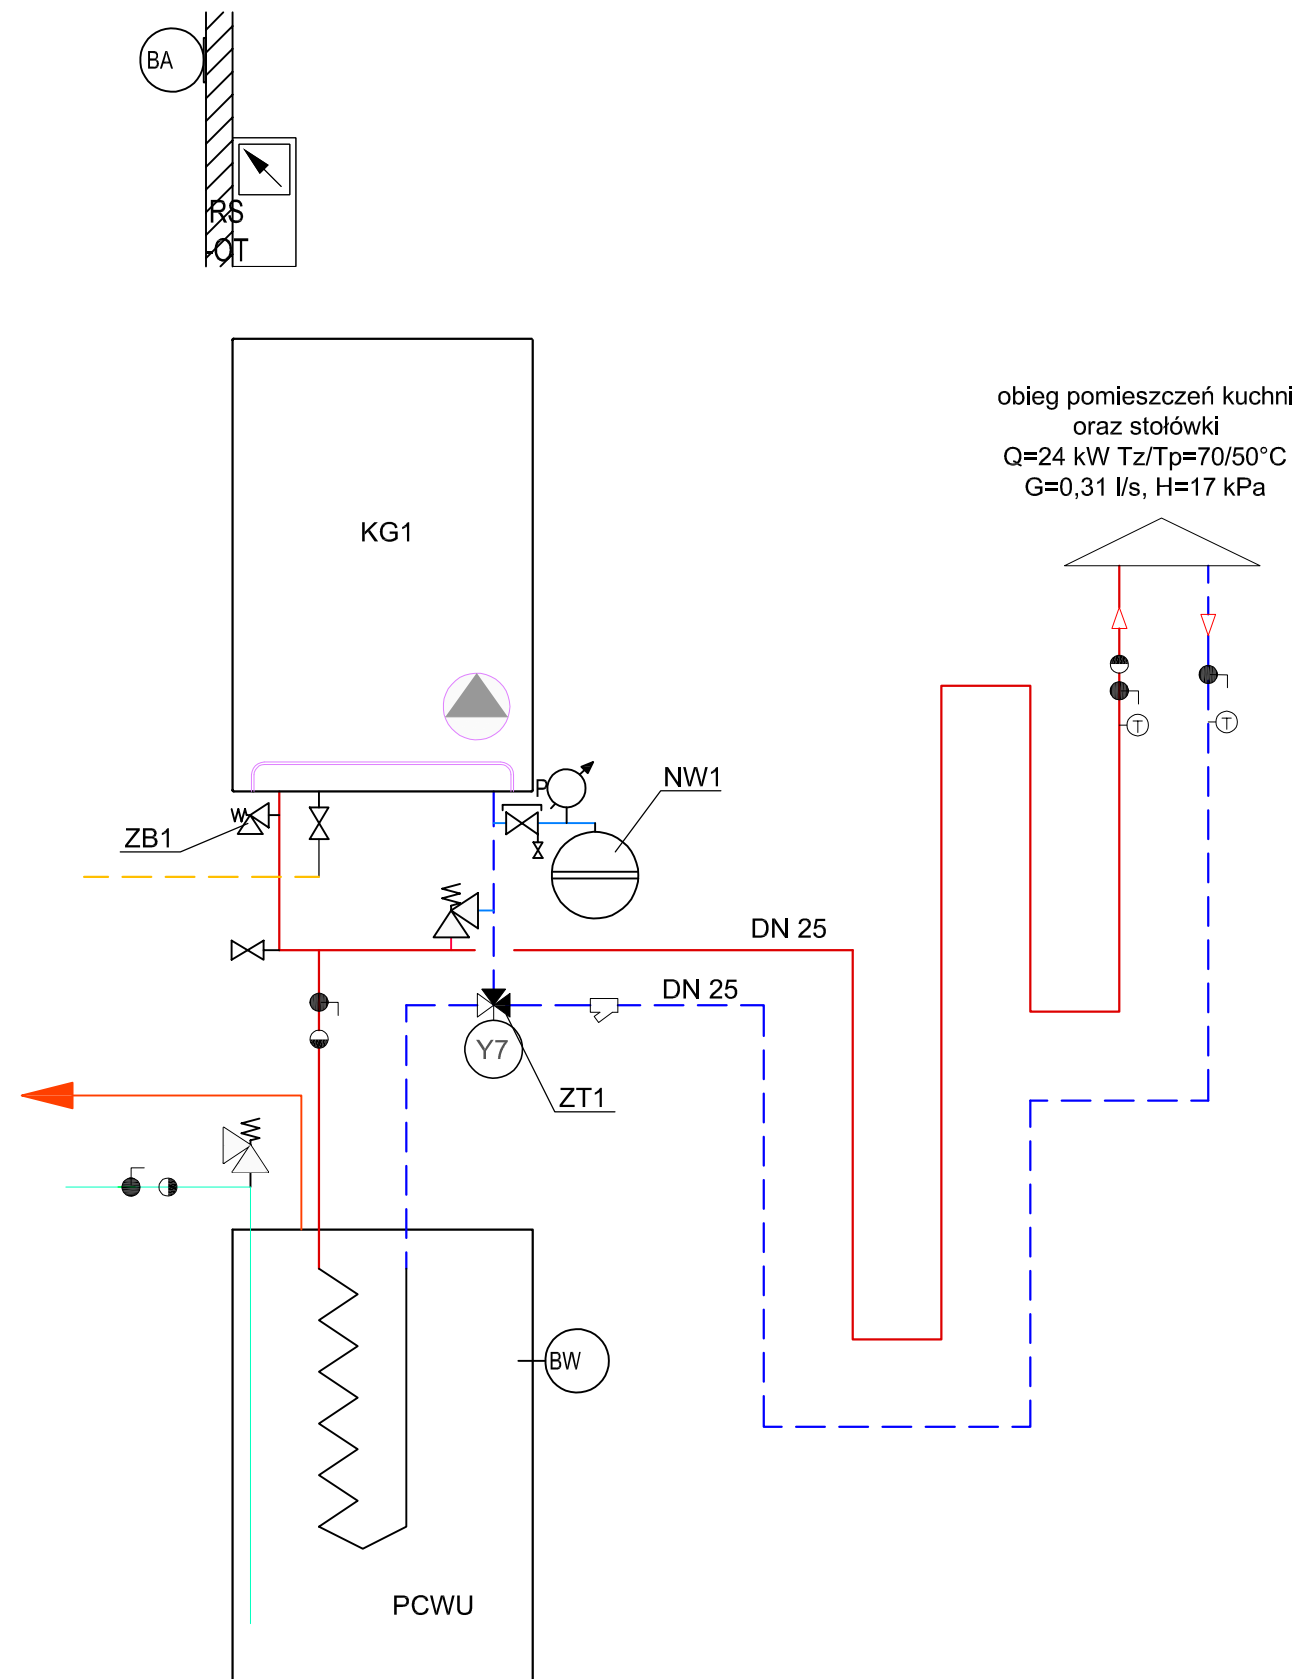 BA
RS
-OT
obieg pomieszczeń kuchni
oraz stołówki
Q=24 kW Tz/Tp=70/50°C
G=0,31 l/s, H=17 kPa
KG1
P
NW1
W
ZB1
DN 25
DN 25
Y7
ZT1
T
T
BW
PCWU